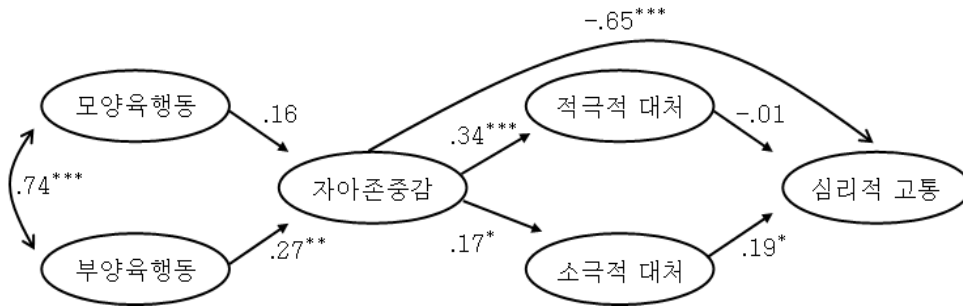 -.65***
모양육행동
.16
적극적 대처
-.01
.34***
.74***
자아존중감
심리적 고통
부양육행동
.27**
.17*
소극적 대처
.19*